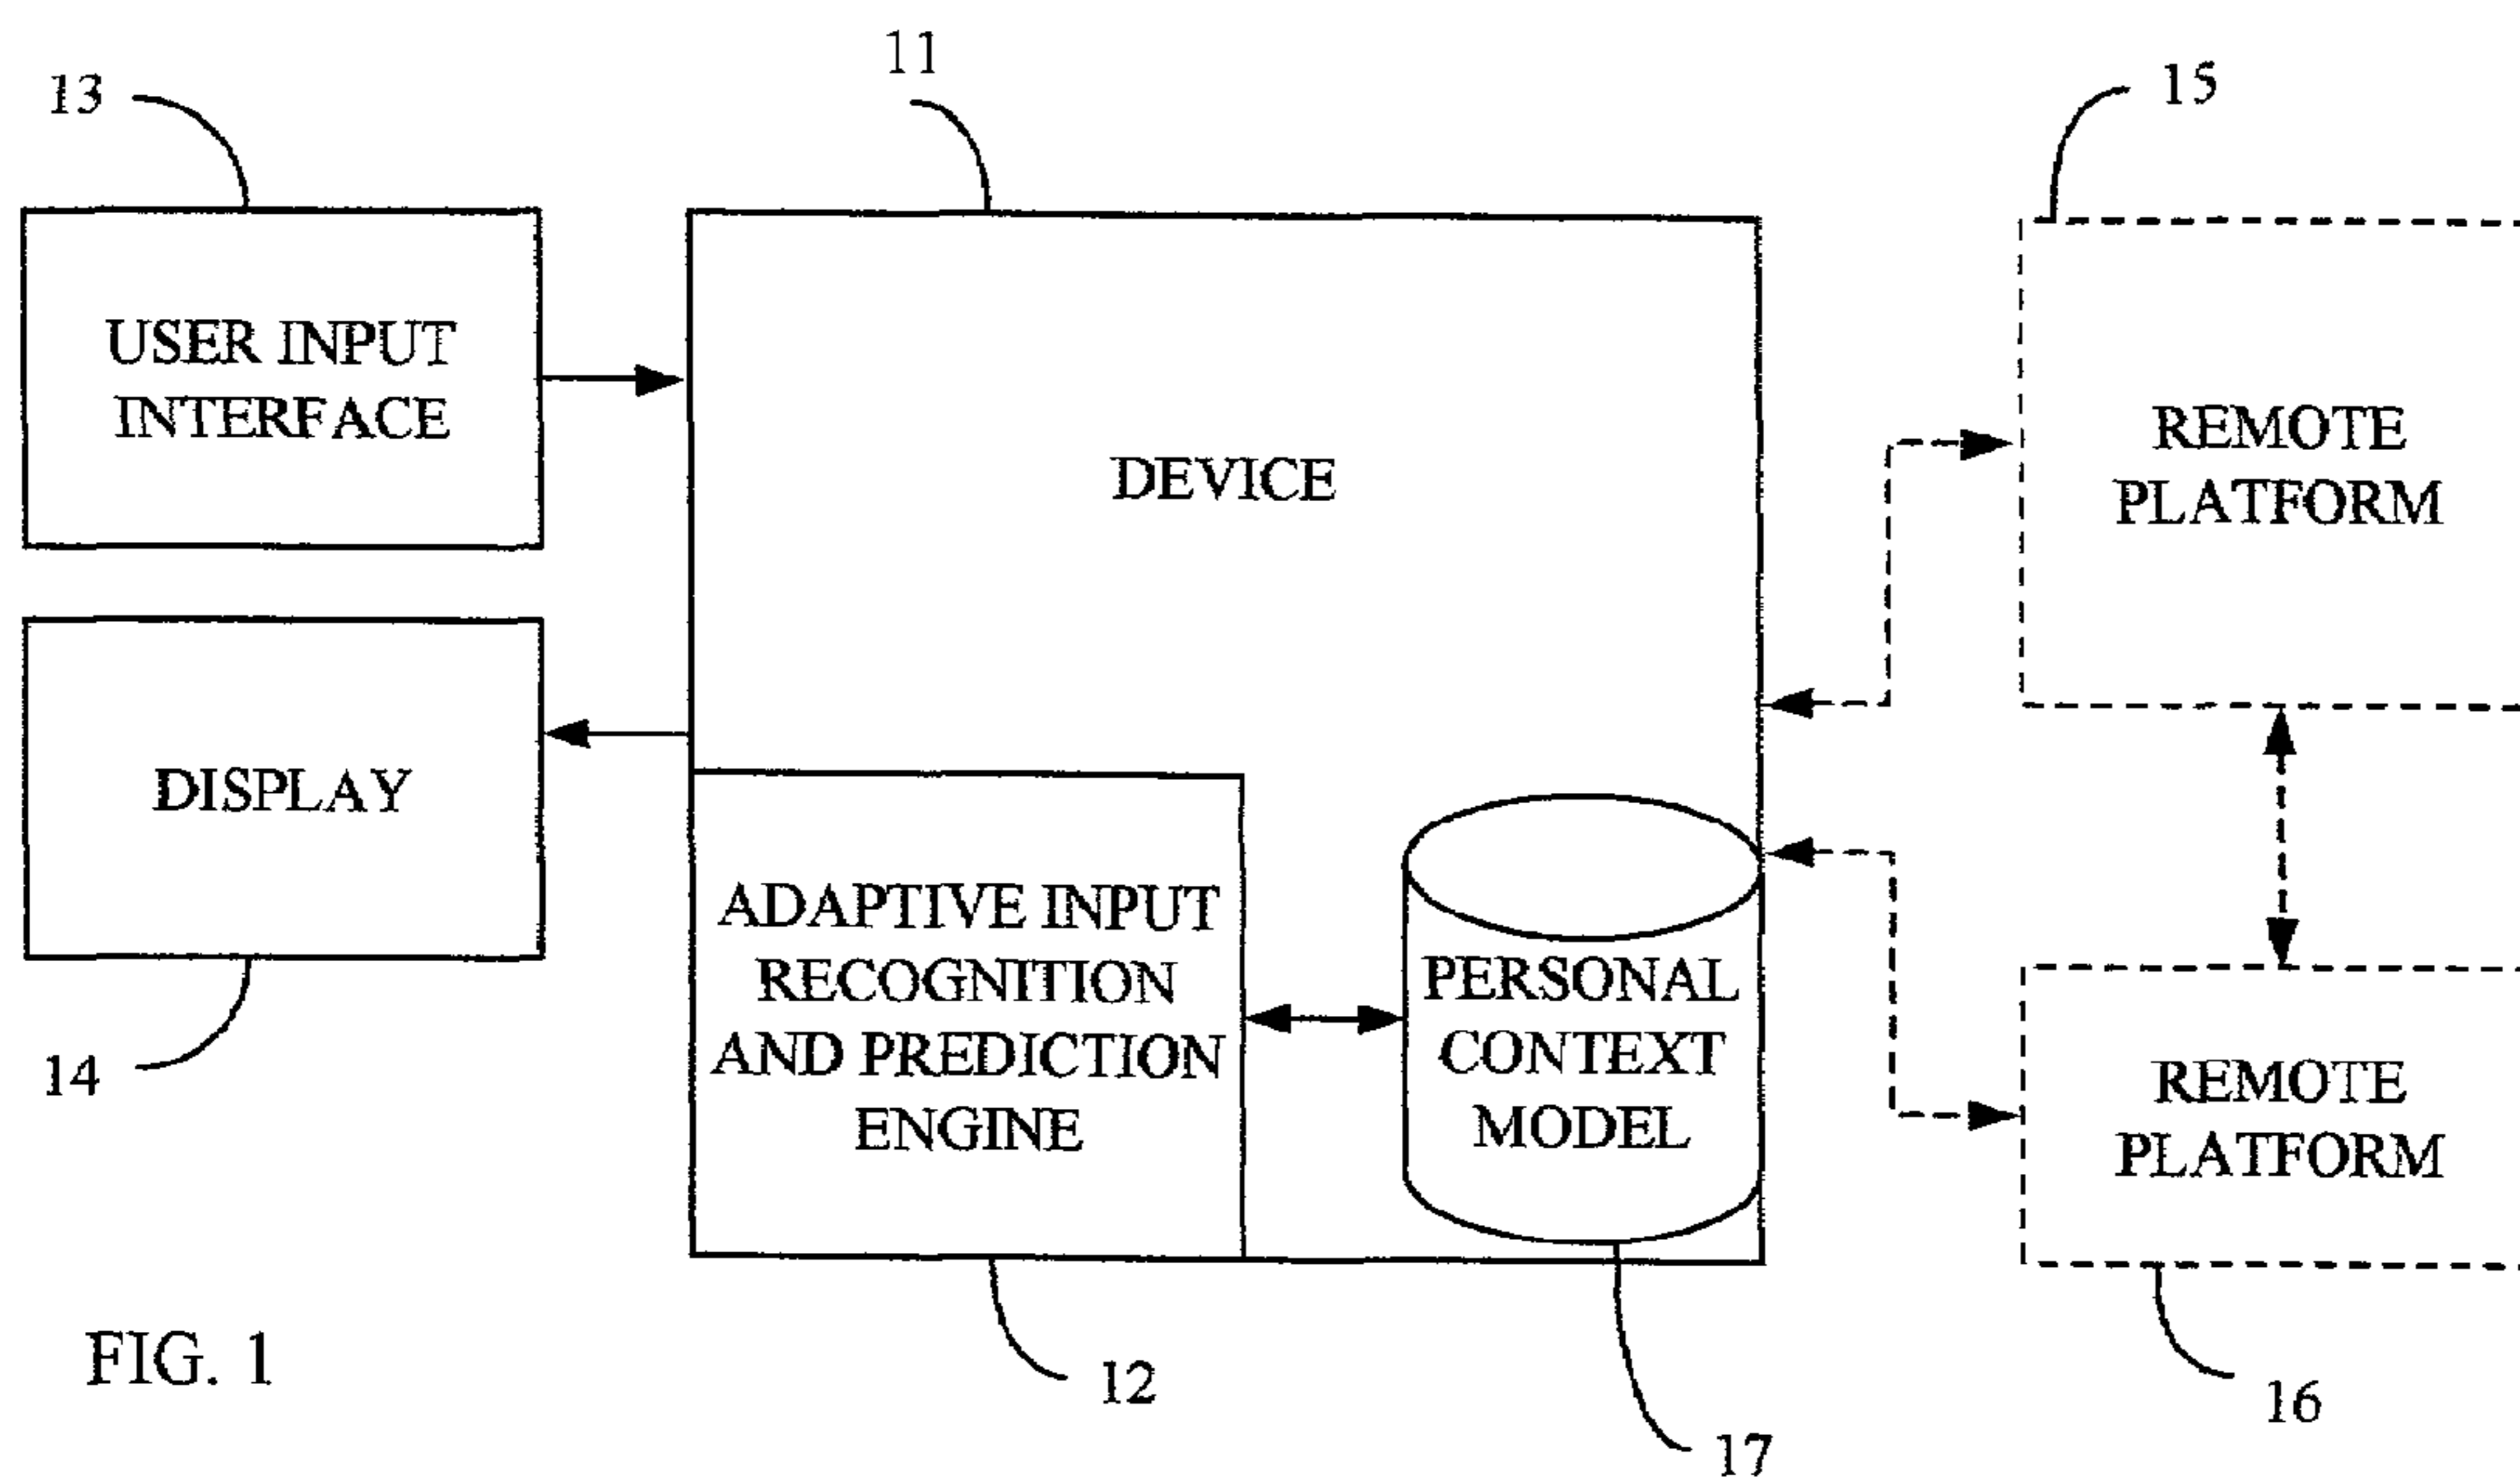 11
13
15
USER INPUT
INTERFACE
DEVICE
REMOTE
PLATFORM
DISPLAY
ADAPTIVE INPUT
RECOGNITION
AND PREDICTION
ENGINE
PERSONAL
CONTEXT
MODEL
REMOTE
PLATFORM
14
12
17
16
FIG. 1